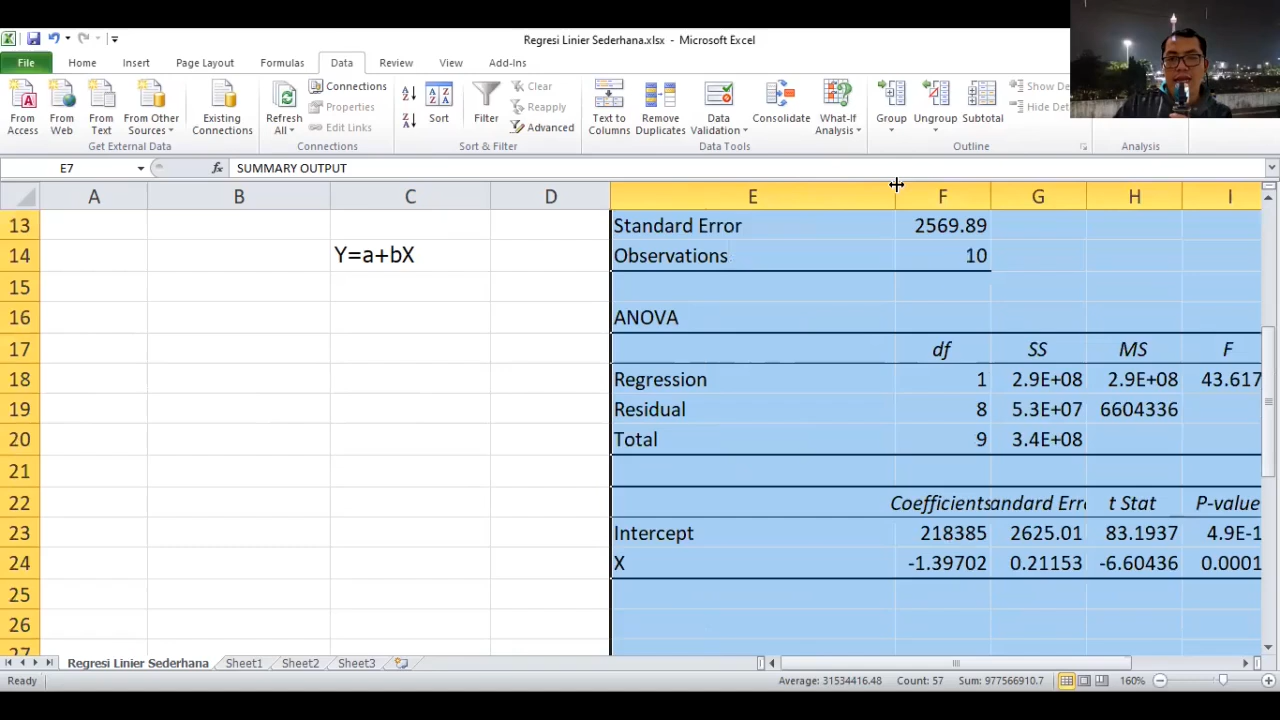 Regresi Linier Sederhana.xlsx - Microsoft Excel
File Home Insert Page Layout Formulas Data Review View Add-Ins
From Access From Web From Text From Other Sources Existing Connections Refresh All Connections Properties Edit Links Sort Filter Clear Reapply Advanced Text to Columns Remove Duplicates Data Validation Consolidate What-If Analysis Group Ungroup Subtotal Show De Hide Det
Get External Data Connections Sort & Filter Data Tools Outline Analysis
E7 fx SUMMARY OUTPUT
A B C D E F G H I
13 Standard Error 2569.89
14 Y=a+bX Observations 10
15
16 ANOVA
17 df SS MS F
18 Regression 1 2.9E+08 2.9E+08 43.617
19 Residual 8 5.3E+07 6604336
20 Total 9 3.4E+08
21
22 Coefficients andard Erro t Stat P-value
23 Intercept 218385 2625.01 83.1937 4.9E-1
24 X -1.39702 0.21153 -6.60436 0.0001
25
26
27
Regresi Linier Sederhana Sheet1 Sheet2 Sheet3
Ready Average: 31534416.48 Count: 57 Sum: 977566910.7 160%